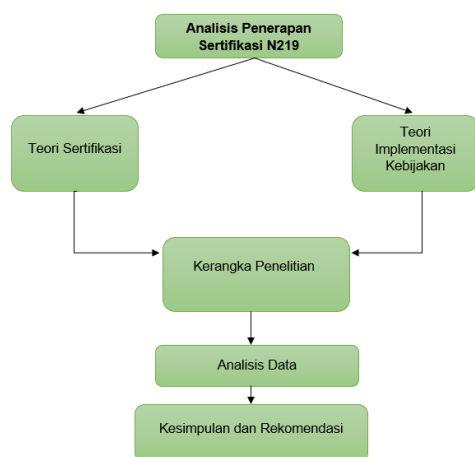 Analisis Penerapan
Sertifikasi N219
Teori Sertifikasi
Teori
Implementasi
Kebijakan
Kerangka Penelitian
Analisis Data
Kesimpulan dan Rekomendasi